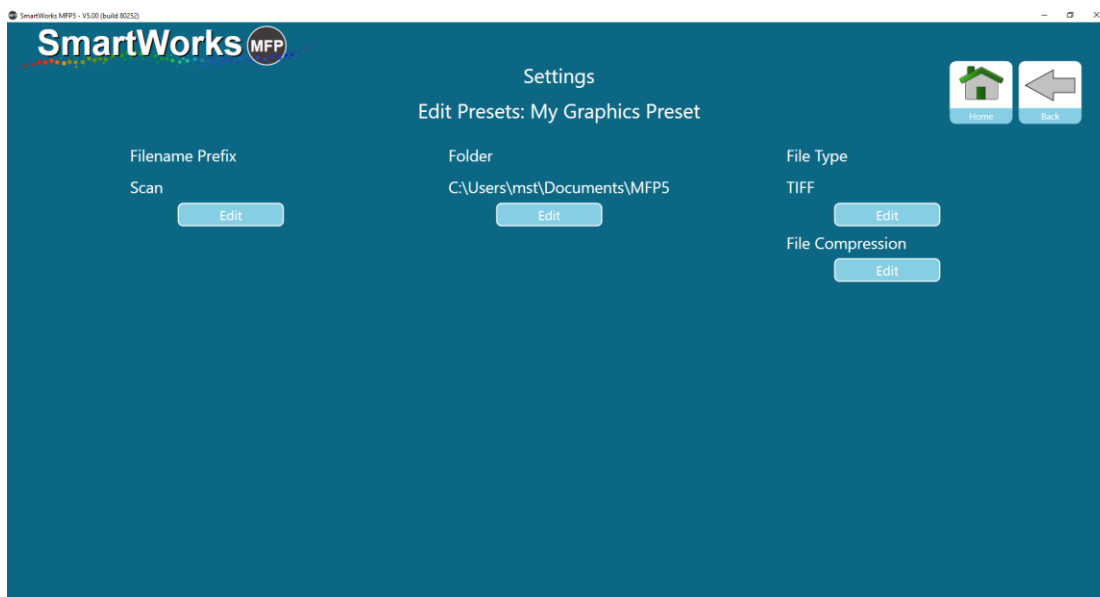 SmartWorks MFP5 - V5.00 (build 80252)
SmartWorks MFP
Settings
Edit Presets: My Graphics Preset
Home
Back
Filename Prefix
Folder
File Type
Scan
C:\Users\mst\Documents\MFP5
TIFF
Edit
Edit
Edit
File Compression
Edit